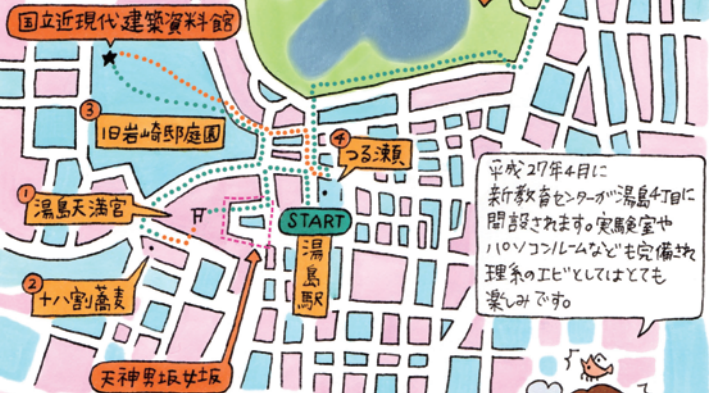 国立近現代建築資料館
③
旧岩崎邸庭園
④
つる瀬
①
湯島天満宮
START
湯島駅
②
十八割蕎麦
天神男坂女坂
平成27年4月に
新教育センターが湯島4丁目に
開設されます。実験室や
パソコンルームなども完備され
理系のエビとしてはとても
楽しみです。